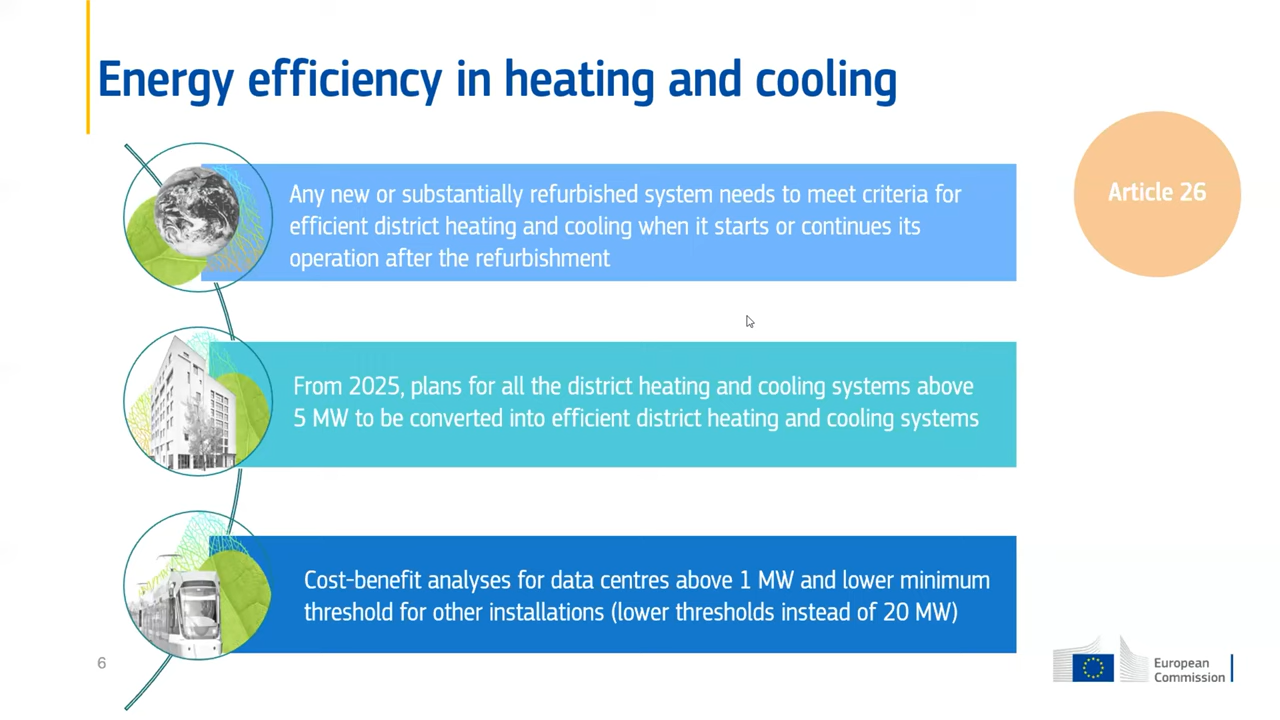 Energy efficiency in heating and cooling
Article 26
Any new or substantially refurbished system needs to meet criteria for
efficient district heating and cooling when it starts or continues its
operation after the refurbishment
From 2025, plans for all the district heating and cooling systems above
5 MW to be converted into efficient district heating and cooling systems
Cost-benefit analyses for data centres above 1 MW and lower minimum
threshold for other installations (lower thresholds instead of 20 MW)
6
European
Commission